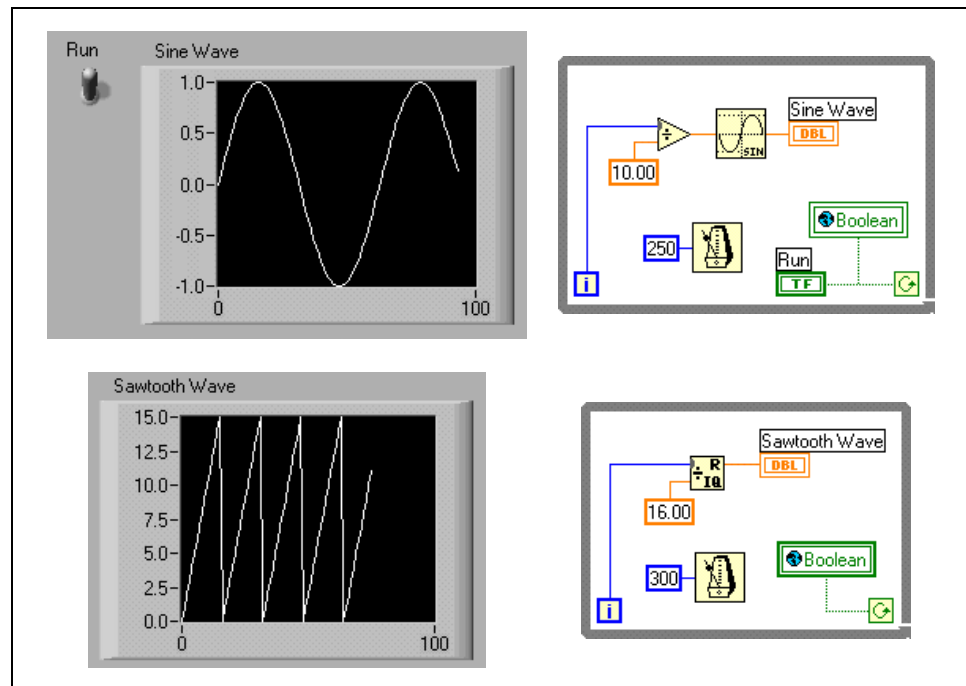 Run
Sine Wave
1.0
0.5
0.0
-0.5
-1.0
0
100
Sine Wave
DBL
÷
SIN
10.00
Boolean
250
Run
TF
i
Sawtooth Wave
15.0
12.5
10.0
7.5
5.0
2.5
0.0
0
100
Sawtooth Wave
DBL
÷ R
IQ
16.00
Boolean
300
i